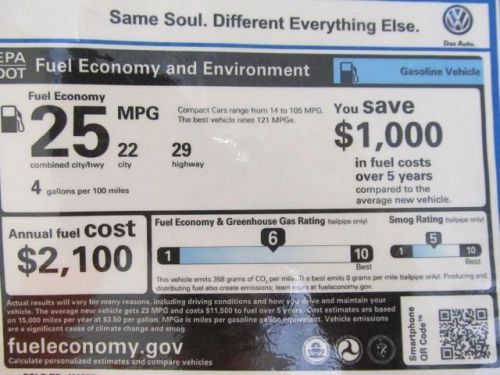 Same Soul. Different Everything Else.
Das Auto.
EPA
DOT
Fuel Economy and Environment
Gasoline Vehicle
Fuel Economy
25 MPG
combined city/hwy
22
city
29
highway
4 gallons per 100 miles
Compact Cars range from 14 to 105 MPG.
The best vehicle rates 121 MPGe.
You save
$1,000
in fuel costs
over 5 years
compared to the
average new vehicle.
Annual fuel cost
$2,100
Fuel Economy & Greenhouse Gas Rating (tailpipe only)
6
1
10
Best
Smog Rating (tailpipe only)
5
1
10
Best
This vehicle emits 358 grams of CO2 per mile. The best emits 0 grams per mile (tailpipe only). Producing and
distributing fuel also create emissions; learn more at fueleconomy.gov.
Actual results will vary for many reasons, including driving conditions and how you drive and maintain your
vehicle. The average new vehicle gets 23 MPG and costs $11,500 to fuel over 5 years. Cost estimates are based
on 15,000 miles per year at $3.50 per gallon. MPGe is miles per gasoline gallon equivalent. Vehicle emissions
are a significant cause of climate change and smog.
fueleconomy.gov
Calculate personalized estimates and compare vehicles
Smartphone
QR Code™